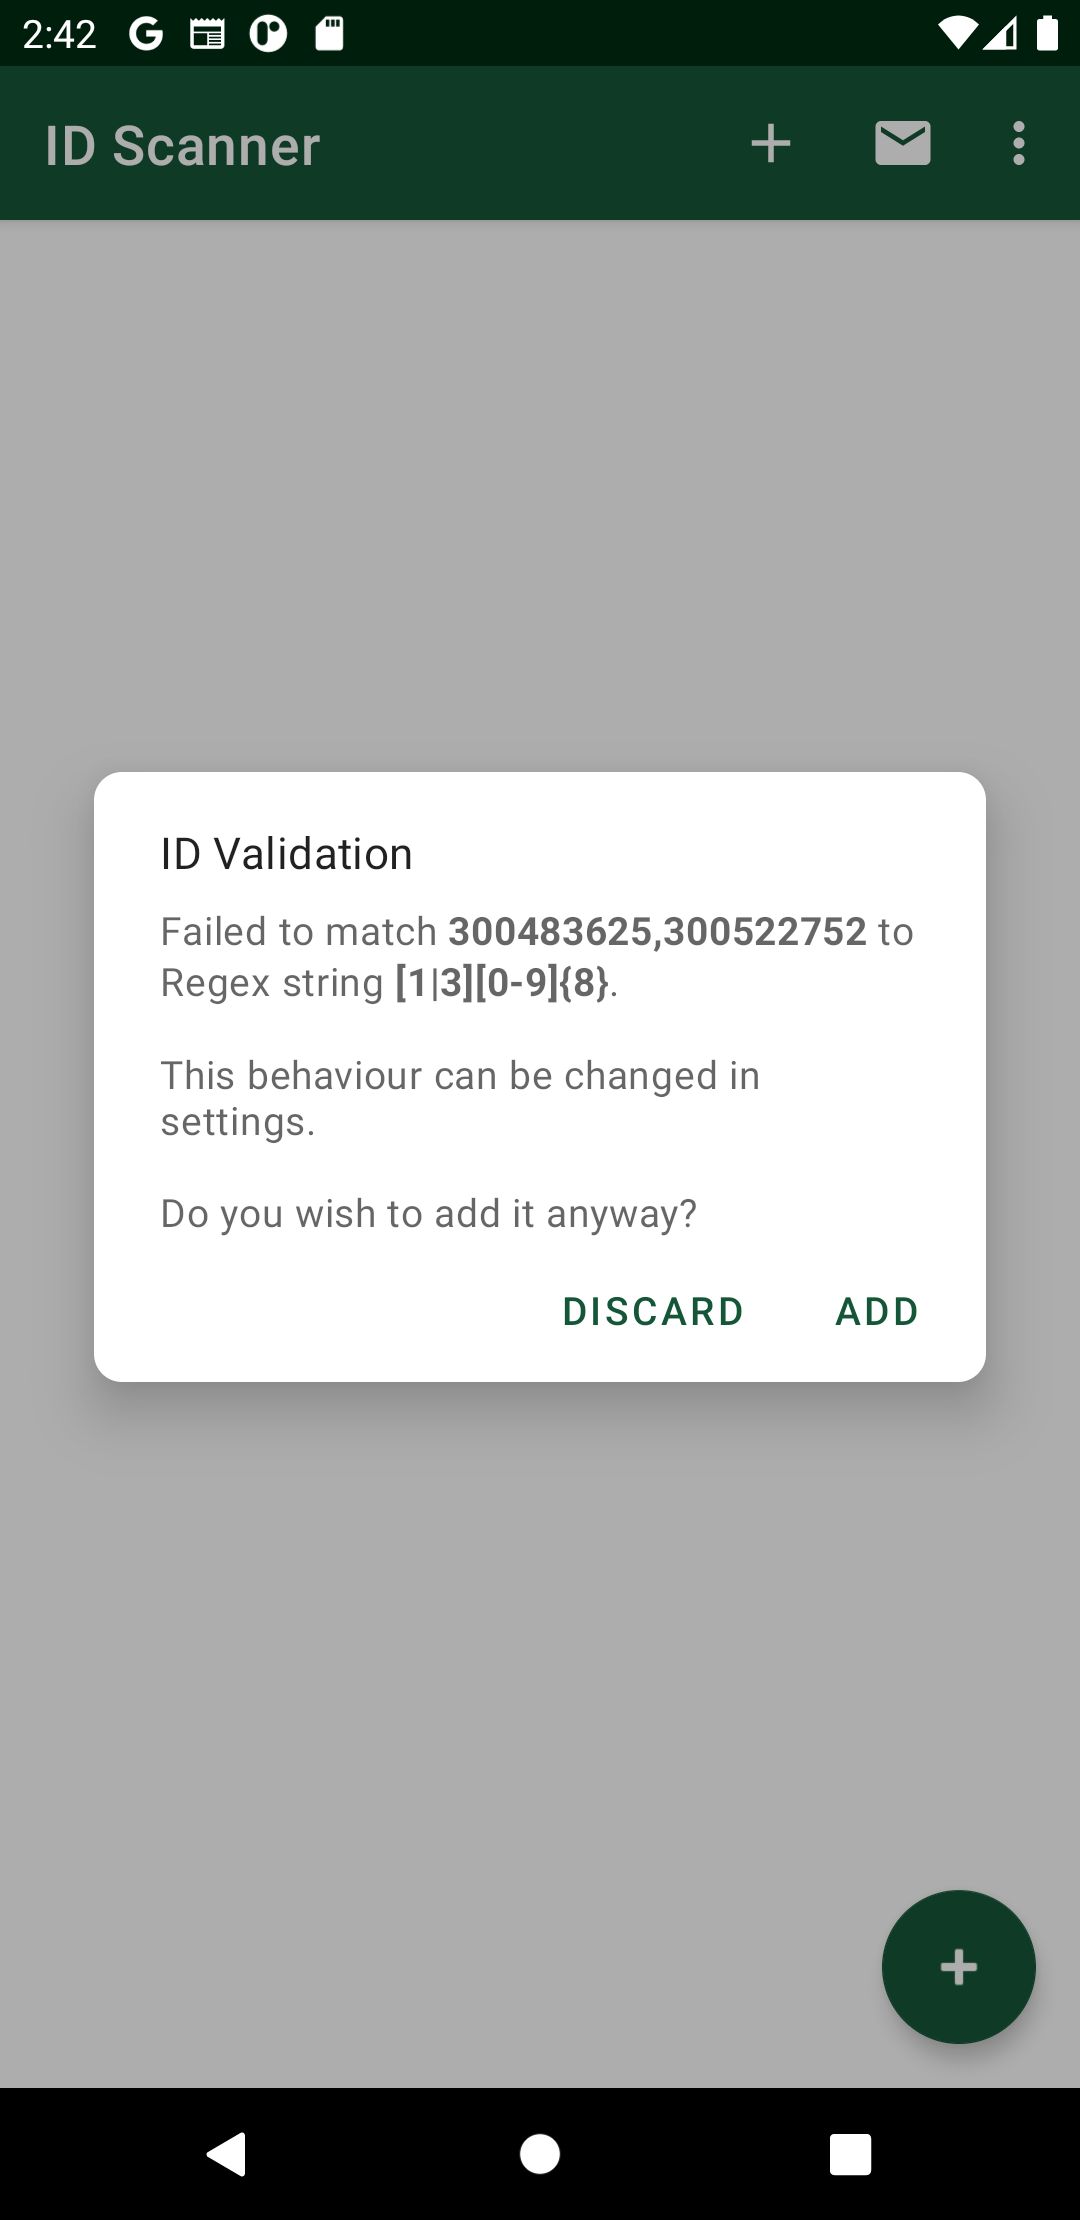 2:42
ID Scanner
ID Validation
Failed to match 300483625,300522752 to
Regex string [1|3][0-9]{8}.
This behaviour can be changed in
settings.
Do you wish to add it anyway?
DISCARD ADD